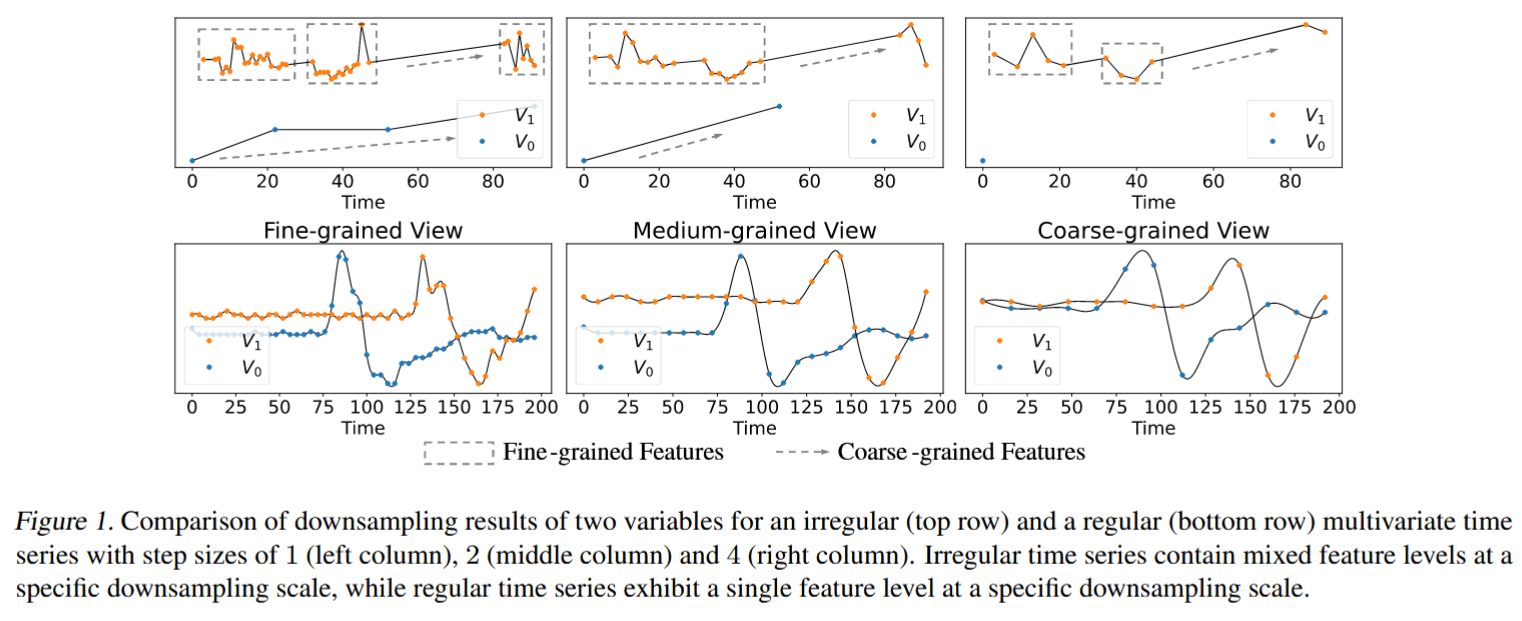 V₁ V₁ V₁
V₀ V₀ V₀
0 20 40 60 80 0 20 40 60 80 0 20 40 60 80
Time Time Time
Fine-grained View Medium-grained View Coarse-grained View
V₁ V₁ V₁
V₀ V₀ V₀
0 25 50 75 100 125 150 175 200 0 25 50 75 100 125 150 175 200 0 25 50 75 100 125 150 175 200
Time Time Time
Fine-grained Features Coarse-grained Features
Figure 1. Comparison of downsampling results of two variables for an irregular (top row) and a regular (bottom row) multivariate time
series with step sizes of 1 (left column), 2 (middle column) and 4 (right column). Irregular time series contain mixed feature levels at a
specific downsampling scale, while regular time series exhibit a single feature level at a specific downsampling scale.